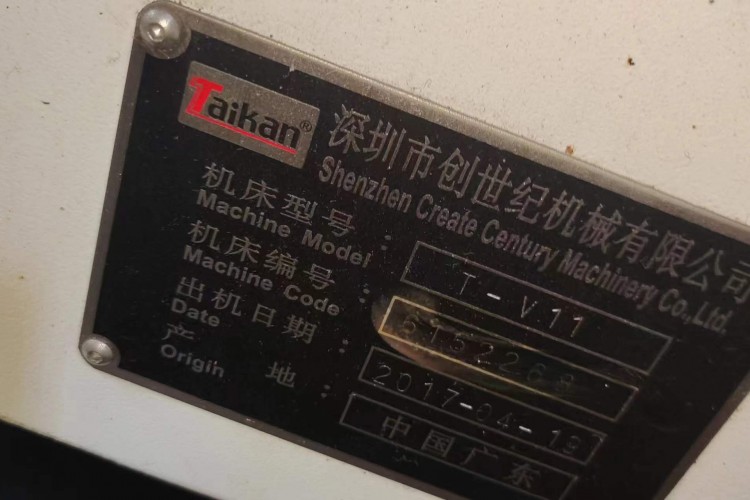 Taikan®
深圳市创世纪机械有限公司
Shenzhen Create Century Machinery Co.,Ltd.
机床型号: T-V11
Machine Model
机床编号: 6152268
Machine Code
出机日期: 2017-04-19
Date
产 地: 中国广东
Origin